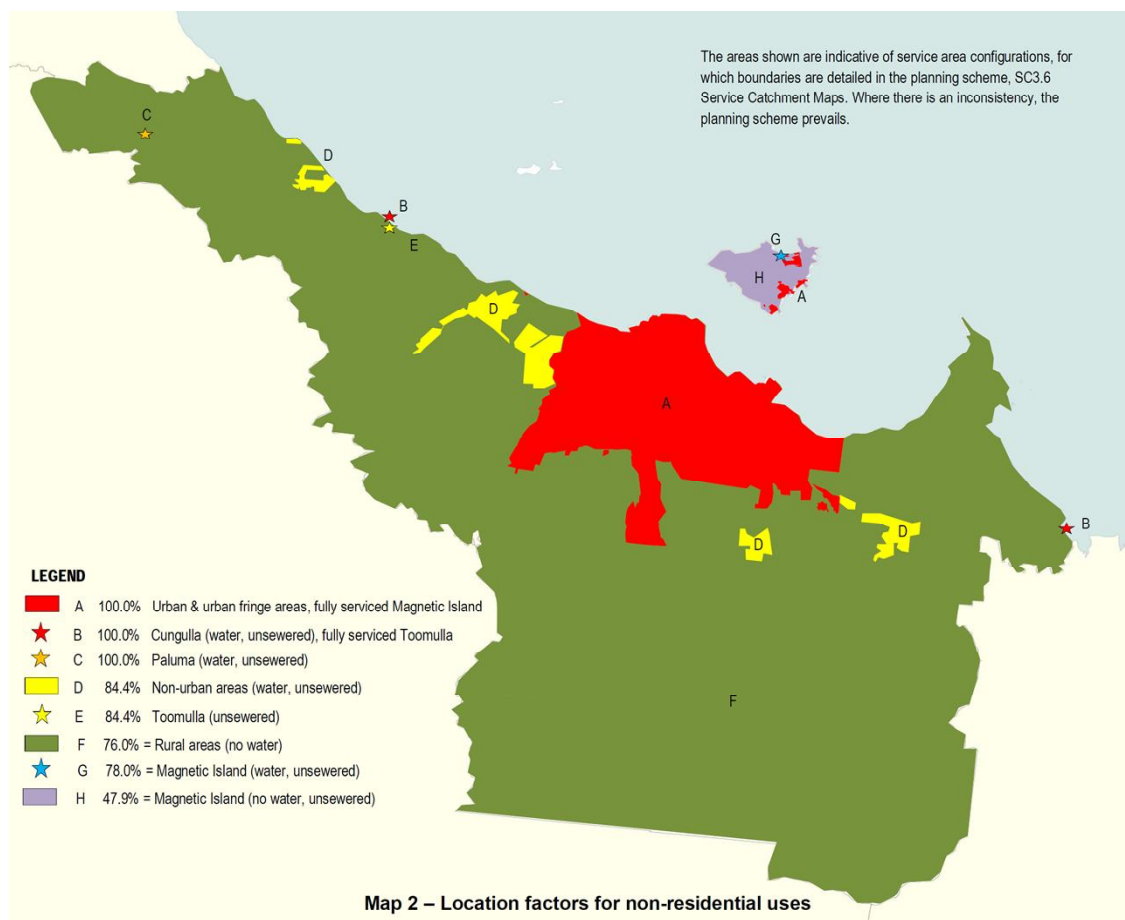 The areas shown are indicative of service area configurations, for
which boundaries are detailed in the planning scheme, SC3.6
Service Catchment Maps. Where there is an inconsistency, the
planning scheme prevails.
C
D
B
E
G
H
A
D
A
B
D
D
F
LEGEND
A 100.0% Urban & urban fringe areas, fully serviced Magnetic Island
B 100.0% Cungulla (water, unsewered), fully serviced Toomulla
C 100.0% Paluma (water, unsewered)
D 84.4% Non-urban areas (water, unsewered)
E 84.4% Toomulla (unsewered)
F 76.0% = Rural areas (no water)
G 78.0% = Magnetic Island (water, unsewered)
H 47.9% = Magnetic Island (no water, unsewered)
Map 2 – Location factors for non-residential uses